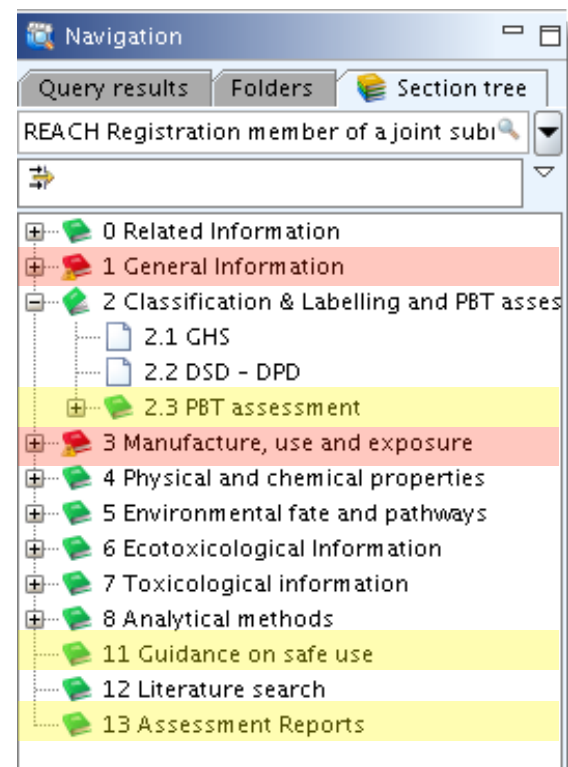 Navigation
Query results Folders Section tree
REACH Registration member of a joint subi
0 Related Information
1 General Information
2 Classification & Labelling and PBT asses
2.1 GHS
2.2 DSD - DPD
2.3 PBT assessment
3 Manufacture, use and exposure
4 Physical and chemical properties
5 Environmental fate and pathways
6 Ecotoxicological Information
7 Toxicological information
8 Analytical methods
11 Guidance on safe use
12 Literature search
13 Assessment Reports